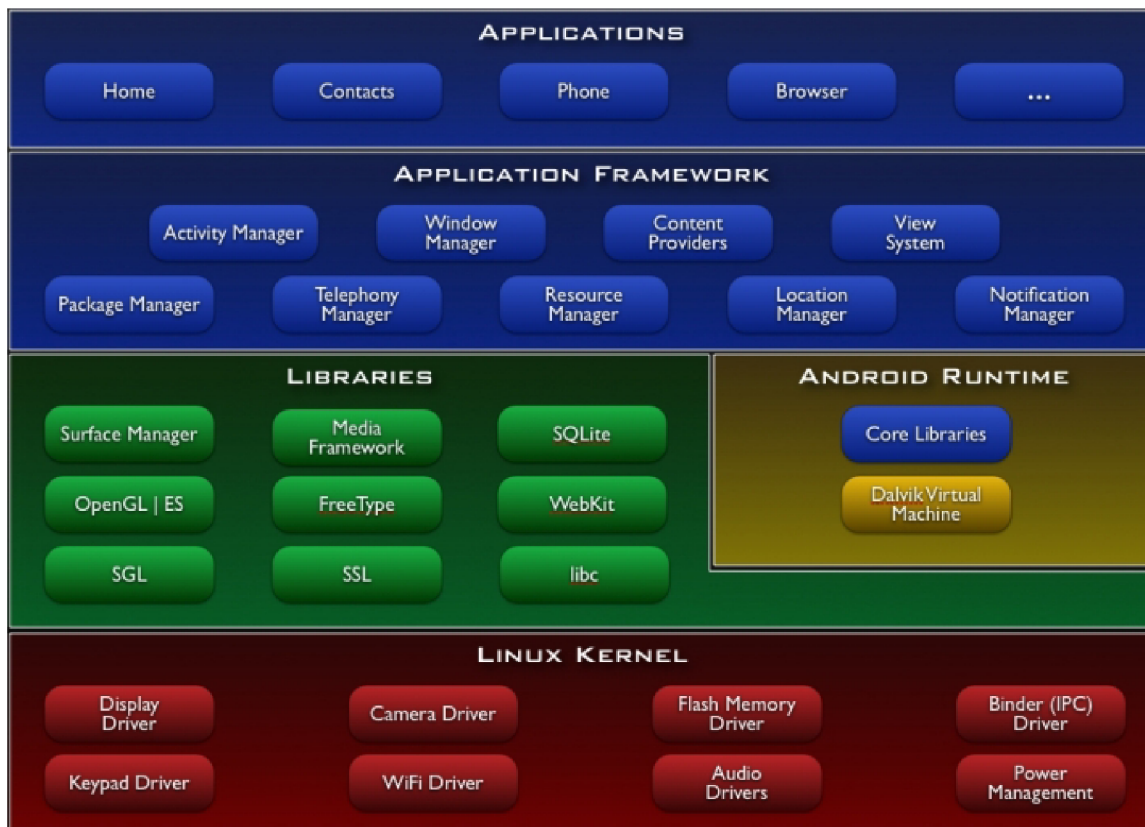 APPLICATIONS
Home
Contacts
Phone
Browser
...
APPLICATION FRAMEWORK
Activity Manager
Window
Manager
Content
Providers
View
System
Package Manager
Telephony
Manager
Resource
Manager
Location
Manager
Notification
Manager
LIBRARIES
Surface Manager
Media
Framework
SQLite
OpenGL | ES
FreeType
WebKit
SGL
SSL
libc
ANDROID RUNTIME
Core Libraries
Dalvik Virtual
Machine
LINUX KERNEL
Display
Driver
Camera Driver
Flash Memory
Driver
Binder (IPC)
Driver
Keypad Driver
WiFi Driver
Audio
Drivers
Power
Management